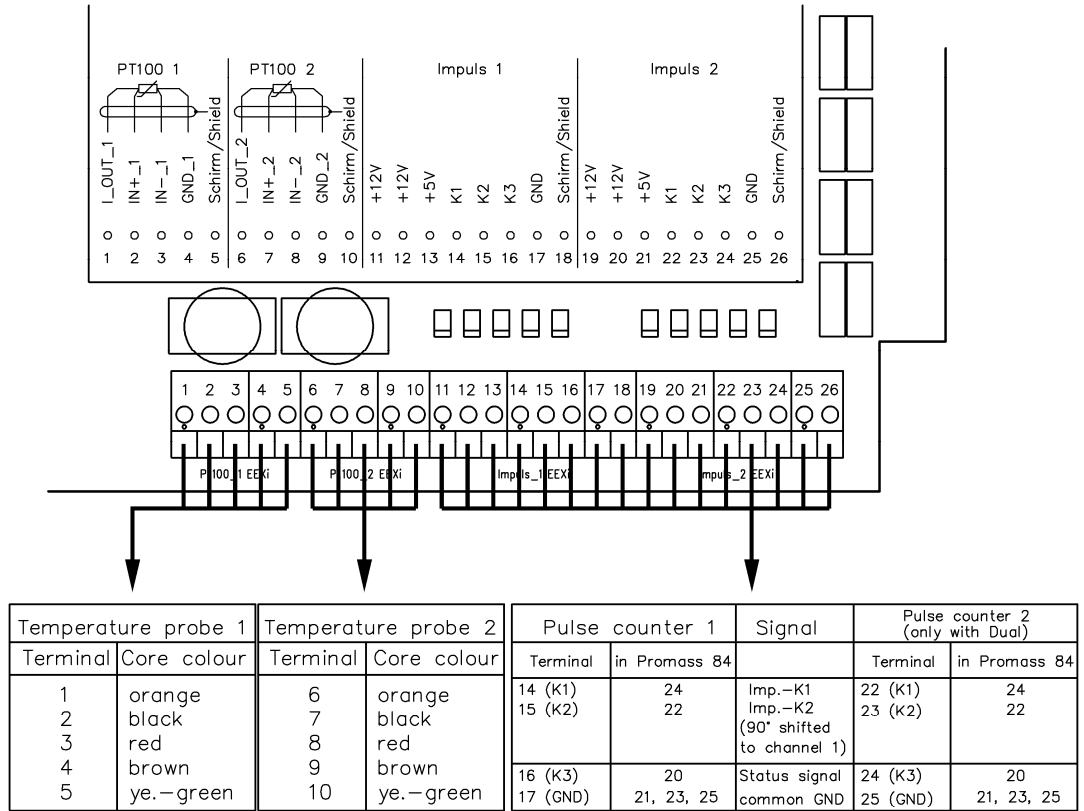 PT100 1 PT100 2 Impuls 1 Impuls 2
I_OUT_1 IN+_1 IN-_1 GND_1 Schirm/Shield I_OUT_2 IN+_2 IN-_2 GND_2 Schirm/Shield +12V +12V +5V K1 K2 K3 GND Schirm/Shield +12V +12V +5V K1 K2 K3 GND Schirm/Shield
1 2 3 4 5 6 7 8 9 10 11 12 13 14 15 16 17 18 19 20 21 22 23 24 25 26
1 2 3 4 5 6 7 8 9 10 11 12 13 14 15 16 17 18 19 20 21 22 23 24 25 26
Pt100_1 EEXi Pt100_2 EEXi Impuls_1 EEXi Impuls_2 EEXi
Temperature probe 1
Terminal Core colour
1 orange
2 black
3 red
4 brown
5 ye.-green
Temperature probe 2
Terminal Core colour
6 orange
7 black
8 red
9 brown
10 ye.-green
Pulse counter 1 Signal Pulse counter 2
(only with Dual)
Terminal in Promass 84 Terminal in Promass 84
14 (K1) 24 Imp.-K1 22 (K1) 24
15 (K2) 22 Imp.-K2 23 (K2) 22
(90° shifted
to channel 1)
16 (K3) 20 Status signal 24 (K3) 20
17 (GND) 21, 23, 25 common GND 25 (GND) 21, 23, 25